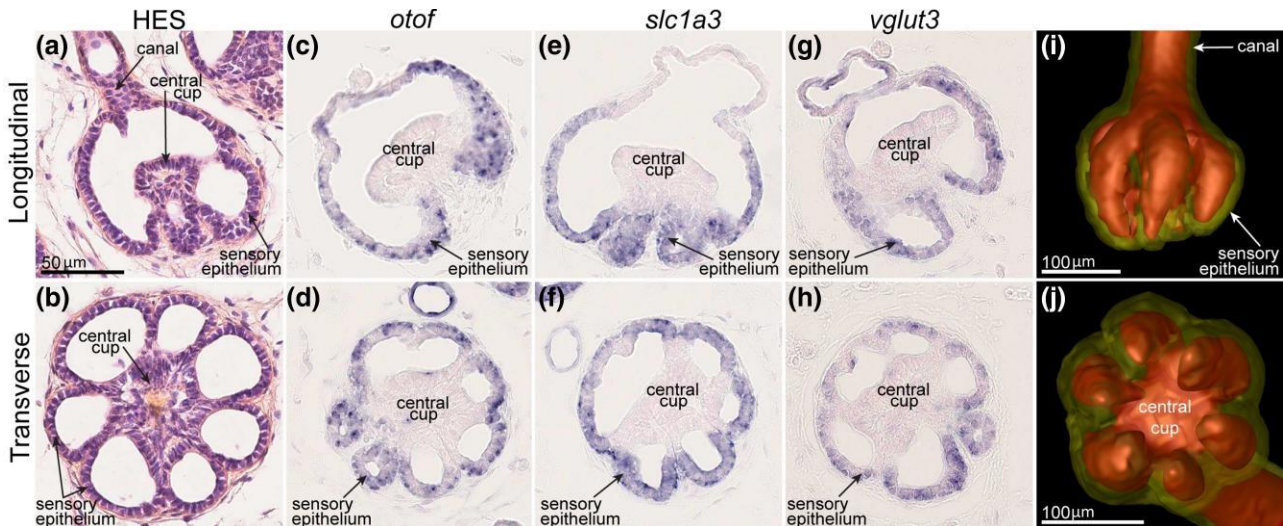 HES
otof
slc1a3
vglut3
Longitudinal
(a)
canal
central
cup
50 µm
sensory
epithelium
(c)
central
cup
sensory
epithelium
(e)
central
cup
sensory
epithelium
(g)
central
cup
sensory
epithelium
(i)
canal
100 µm
sensory
epithelium
Transverse
(b)
central
cup
sensory
epithelium
(d)
central
cup
sensory
epithelium
(f)
central
cup
sensory
epithelium
(h)
central
cup
sensory
epithelium
(j)
central
cup
100 µm